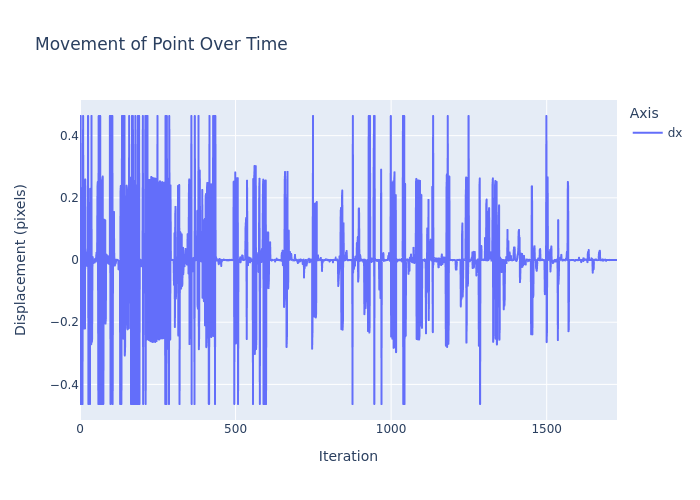 Movement of Point Over Time
Axis
dx
0.4
0.2
0
−0.2
−0.4
Displacement (pixels)
0
500
1000
1500
Iteration